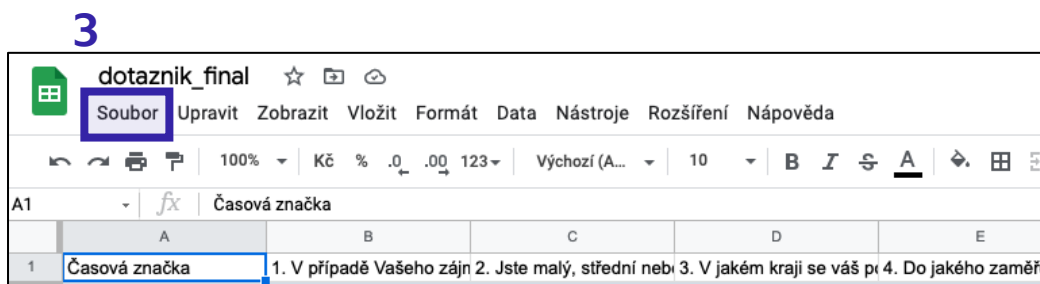 3
dotaznik_final
Soubor Upravit Zobrazit Vložit Formát Data Nástroje Rozšíření Nápověda
100% Kč % .0 .00 123 Výchozí (A... 10 B I S A
A1 fx Časová značka
A B C D E
1 Časová značka 1. V případě Vašeho zájm 2. Jste malý, střední neb 3. V jakém kraji se váš po 4. Do jakého zaměř